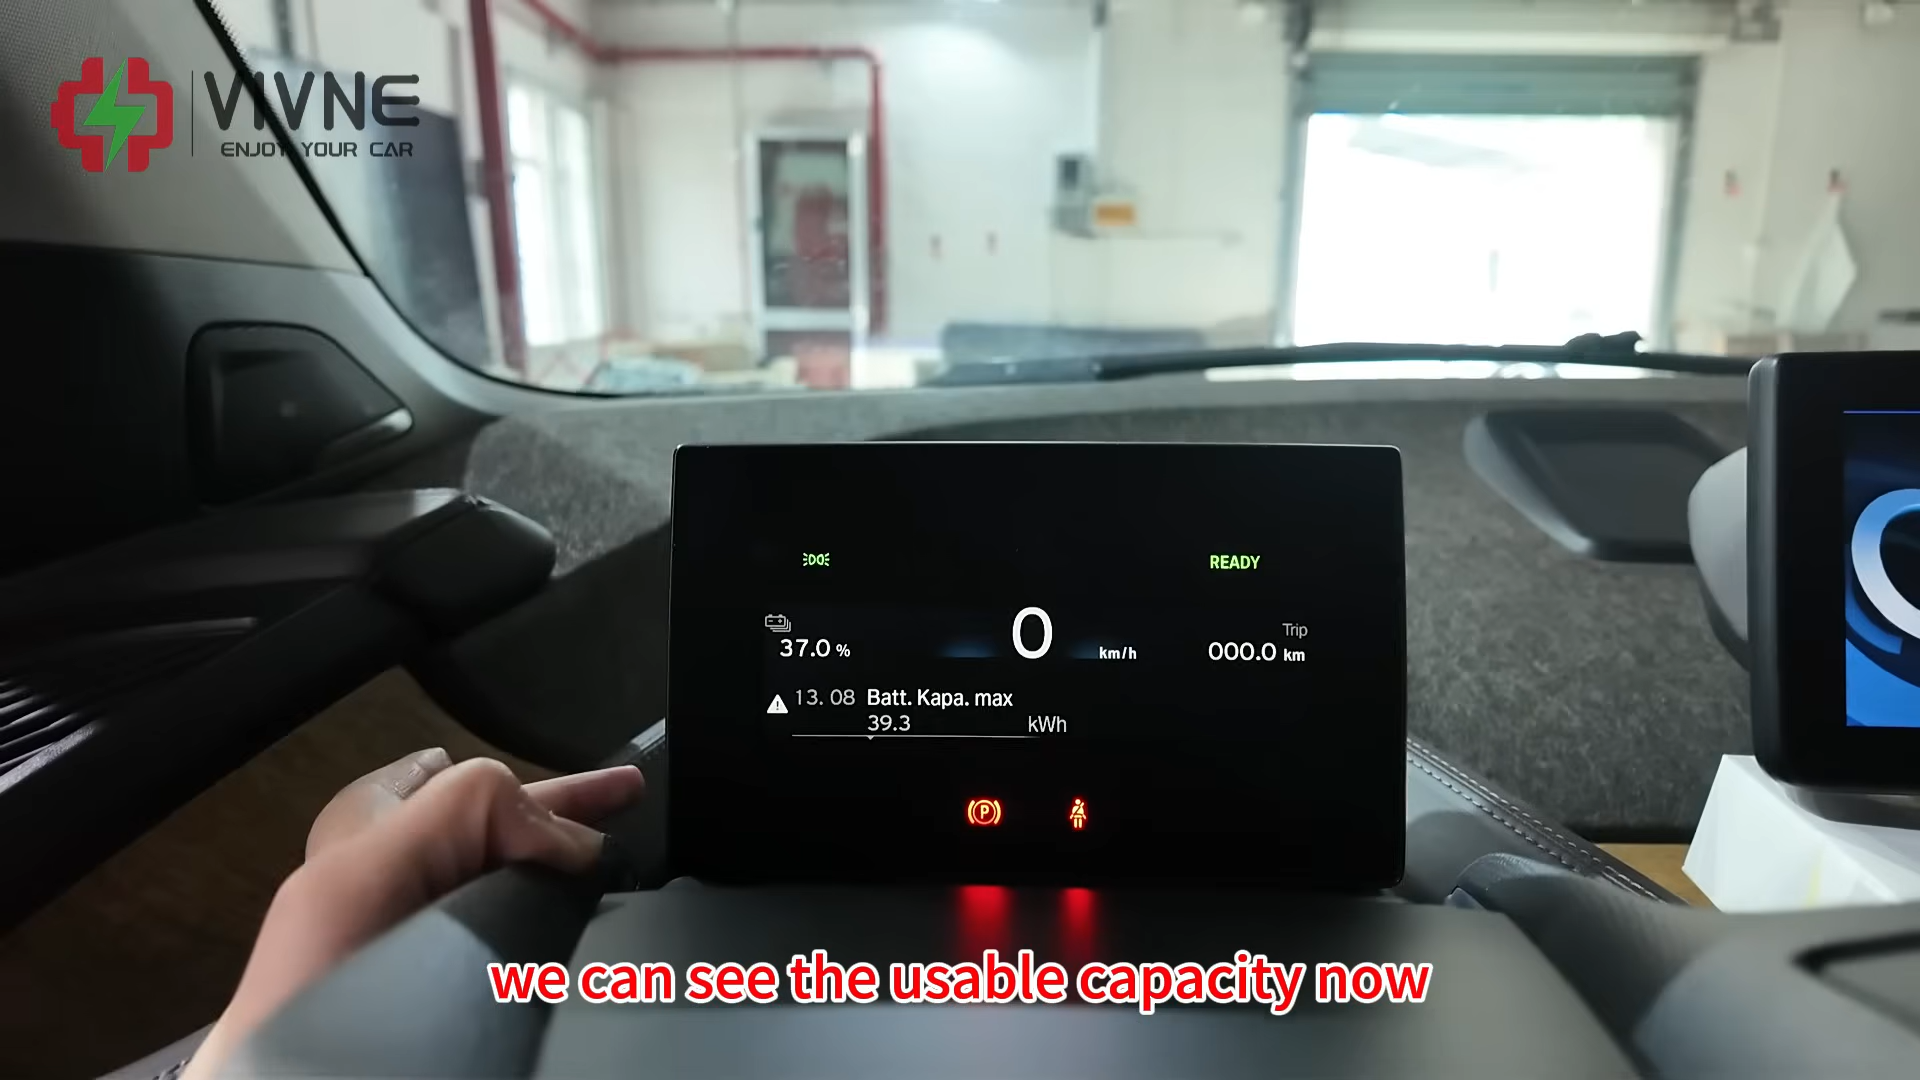 VIVNE
ENJOY YOUR CAR
READY
37.0 %
0 km/h
Trip
000.0 km
13. 08 Batt. Kapa. max
39.3 kWh
P
we can see the usable capacity now